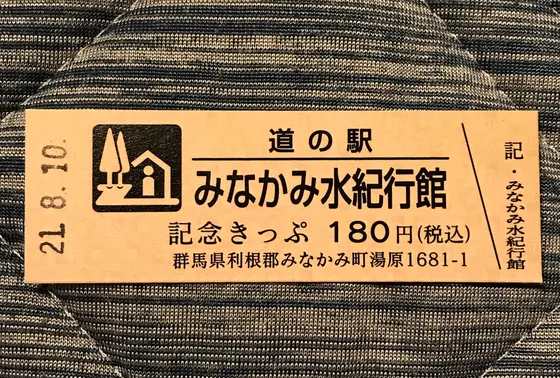 21.8.10.
道の駅
みなかみ水紀行館
記念きっぷ 180円(税込)
群馬県利根郡みなかみ町湯原1681-1
記・みなかみ水紀行館